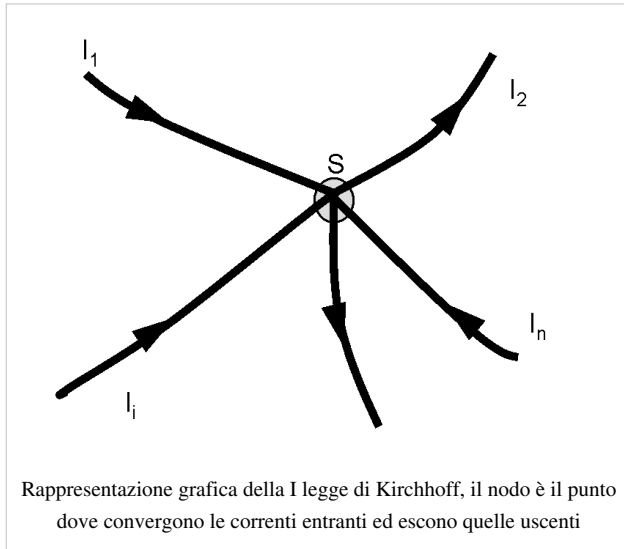 I1
I2
S
In
Ii
Rappresentazione grafica della I legge di Kirchhoff, il nodo è il punto
dove convergono le correnti entranti ed escono quelle uscenti